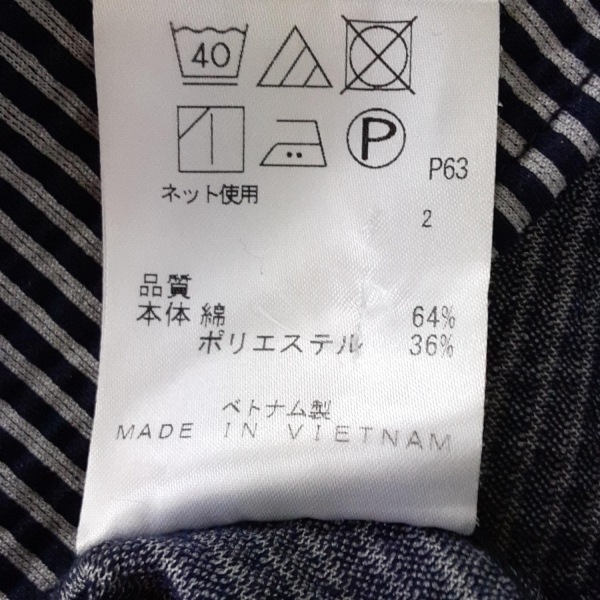 40
P
P63
ネット使用
2
品質
本体 綿 64%
ポリエステル 36%
ベトナム製
MADE IN VIETNAM